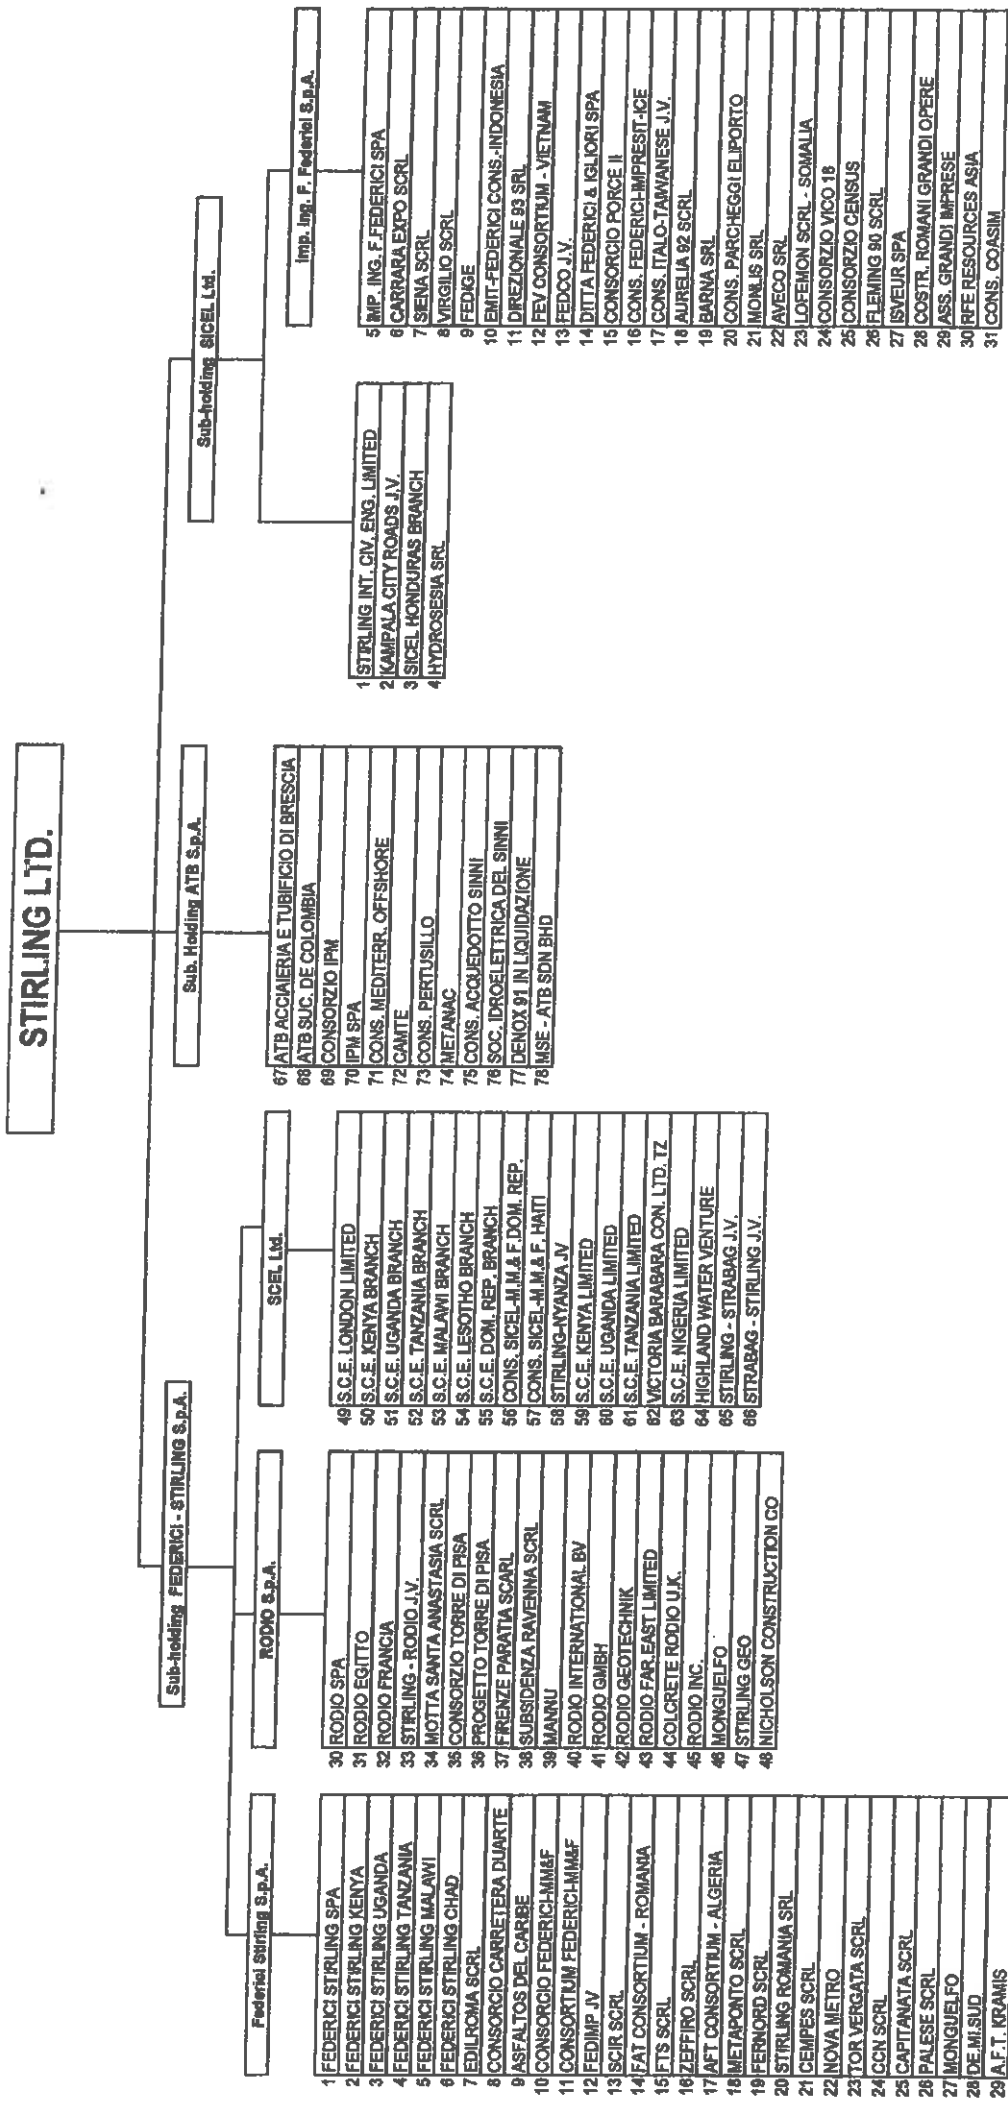 STIRLING LTD.
Sub-holding FEDERICI - STIRLING S.p.A.
Federici Stirling S.p.A.
1 FEDERICI STIRLING SPA
2 FEDERICI STIRLING KENYA
3 FEDERICI STIRLING UGANDA
4 FEDERICI STIRLING TANZANIA
5 FEDERICI STIRLING MALAWI
6 FEDERICI STIRLING CHAD
7 EDILROMA SCRL
8 CONSORCIO CARRETERA DUARTE
9 ASFALTOS DEL CARIBE
10 CONSORCIO FEDERICI-MM&F
11 CONSORTIUM FEDERICI-MM&F
12 FEDIMP JV
13 SCIR SCRL
14 FAT CONSORTIUM - ROMANIA
15 FTS SCRL
16 ZEFFIRO SCRL
17 AFT CONSORTIUM - ALGERIA
18 METAPONTO SCRL
19 FERNORD SCRL
20 STIRLING ROMANIA SRL
21 CEMPES SCRL
22 NOVA METRO
23 TOR VERGATA SCRL
24 CCN SCRL
25 CAPITANATA SCRL
26 PALESE SCRL
27 MONGUELFO
28 DE.MI.SUD
29 A.F.T. KRAMIS
RODIO S.p.A.
30 RODIO SPA
31 RODIO EGITTO
32 RODIO FRANCIA
33 STIRLING - RODIO J.V.
34 MOTTA SANTA ANASTASIA SCRL
35 CONSORZIO TORRE DI PISA
36 PROGETTO TORRE DI PISA
37 FIRENZE PARATIA SCARL
38 SUBSIDENZA RAVENNA SCRL
39 MANNU
40 RODIO INTERNATIONAL BV
41 RODIO GMBH
42 RODIO GEOTECHNIK
43 RODIO FAR.EAST LIMITED
44 COLCRETE RODIO U.K.
45 RODIO INC.
46 MONGUELFO
47 STIRLING GEO
48 NICHOLSON CONSTRUCTION CO
SCEL Ltd.
49 S.C.E. LONDON LIMITED
50 S.C.E. KENYA BRANCH
51 S.C.E. UGANDA BRANCH
52 S.C.E. TANZANIA BRANCH
53 S.C.E. MALAWI BRANCH
54 S.C.E. LESOTHO BRANCH
55 S.C.E. DOM. REP. BRANCH
56 CONS. SICEL-M.M.& F.DOM. REP.
57 CONS. SICEL-M.M.& F. HAITI
58 STIRLING-NYANZA JV
59 S.C.E. KENYA LIMITED
60 S.C.E. UGANDA LIMITED
61 S.C.E. TANZANIA LIMITED
62 VICTORIA BARABARA CON. LTD. TZ
63 S.C.E. NIGERIA LIMITED
64 HIGHLAND WATER VENTURE
65 STIRLING - STRABAG J.V.
66 STRABAG - STIRLING J.V.
Sub. Holding ATB S.p.A.
67 ATB ACCIAIERIA E TUBIFICIO DI BRESCIA
68 ATB SUC. DE COLOMBIA
69 CONSORZIO IPM
70 IPM SPA
71 CONS. MEDITERR. OFFSHORE
72 CAMTE
73 CONS. PERTUSILLO
74 METANAC
75 CONS. ACQUEDOTTO SINNI
76 SOC. IDROELETTRICA DEL SINNI
77 DENOX 91 IN LIQUIDAZIONE
78 MSE - ATB SDN BHD
Sub-holding SICEL Ltd.
1 STIRLING INT. CIV. ENG. LIMITED
2 KAMPALA CITY ROADS J.V.
3 SICEL HONDURAS BRANCH
4 HYDROSESIA SRL
Imp. Ing. F. Federici S.p.A.
5 IMP. ING. F.FEDERICI SPA
6 CARRARA EXPO SCRL
7 SIENA SCRL
8 VIRGILIO SCRL
9 FEDIGE
10 EMIT-FEDERICI CONS.-INDONESIA
11 DIREZIONALE 93 SRL
12 FEV CONSORTIUM - VIETNAM
13 FEDCO J.V.
14 DITTA FEDERICI & IGLIORI SPA
15 CONSORCIO PORCE II
16 CONS. FEDERICI-IMPRESIT-ICE
17 CONS. ITALO-TAIWANESE J.V.
18 AURELIA 92 SCRL
19 BARNA SRL
20 CONS. PARCHEGGI ELIPORTO
21 MONLIS SRL
22 AVECO SRL
23 LOFEMON SCRL - SOMALIA
24 CONSORZIO VICO 18
25 CONSORZIO CENSUS
26 FLEMING 90 SCRL
27 ISVEUR SPA
28 COSTR. ROMANI GRANDI OPERE
29 ASS. GRANDI IMPRESE
30 RFE RESOURCES ASIA
31 CONS. COASIM